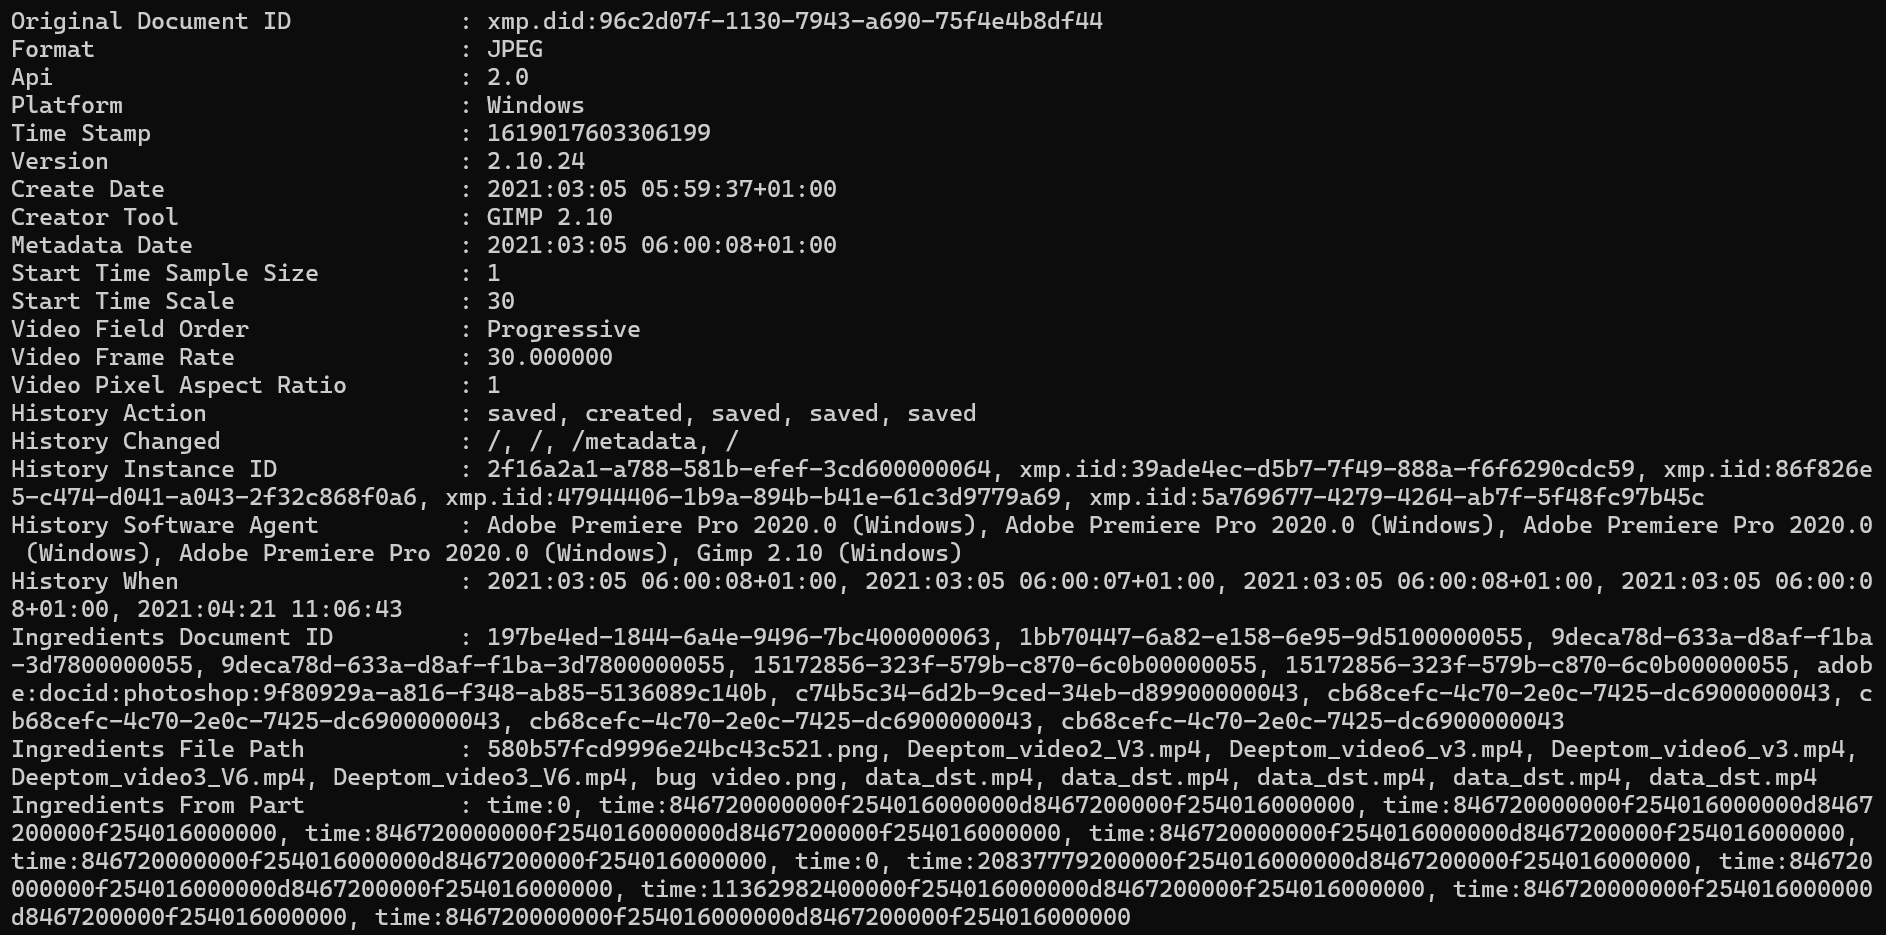 Original Document ID            : xmp.did:96c2d07f-1130-7943-a690-75f4e4b8df44
Format                          : JPEG
Api                             : 2.0
Platform                        : Windows
Time Stamp                      : 1619017603306199
Version                         : 2.10.24
Create Date                     : 2021:03:05 05:59:37+01:00
Creator Tool                    : GIMP 2.10
Metadata Date                   : 2021:03:05 06:00:08+01:00
Start Time Sample Size          : 1
Start Time Scale                : 30
Video Field Order               : Progressive
Video Frame Rate                : 30.000000
Video Pixel Aspect Ratio        : 1
History Action                  : saved, created, saved, saved, saved
History Changed                 : /, /, /metadata, /
History Instance ID             : 2f16a2a1-a788-581b-efef-3cd600000064, xmp.iid:39ade4ec-d5b7-7f49-888a-f6f6290cdc59, xmp.iid:86f826e
5-c474-d041-a043-2f32c868f0a6, xmp.iid:47944406-1b9a-894b-b41e-61c3d9779a69, xmp.iid:5a769677-4279-4264-ab7f-5f48fc97b45c
History Software Agent          : Adobe Premiere Pro 2020.0 (Windows), Adobe Premiere Pro 2020.0 (Windows), Adobe Premiere Pro 2020.0
 (Windows), Adobe Premiere Pro 2020.0 (Windows), Gimp 2.10 (Windows)
History When                    : 2021:03:05 06:00:08+01:00, 2021:03:05 06:00:07+01:00, 2021:03:05 06:00:08+01:00, 2021:03:05 06:00:0
8+01:00, 2021:04:21 11:06:43
Ingredients Document ID         : 197be4ed-1844-6a4e-9496-7bc400000063, 1bb70447-6a82-e158-6e95-9d5100000055, 9deca78d-633a-d8af-f1ba
-3d7800000055, 9deca78d-633a-d8af-f1ba-3d7800000055, 15172856-323f-579b-c870-6c0b00000055, 15172856-323f-579b-c870-6c0b00000055, adob
e:docid:photoshop:9f80929a-a816-f348-ab85-5136089c140b, c74b5c34-6d2b-9ced-34eb-d89900000043, cb68cefc-4c70-2e0c-7425-dc6900000043, c
b68cefc-4c70-2e0c-7425-dc6900000043, cb68cefc-4c70-2e0c-7425-dc6900000043, cb68cefc-4c70-2e0c-7425-dc6900000043
Ingredients File Path           : 580b57fcd9996e24bc43c521.png, Deeptom_video2_V3.mp4, Deeptom_video6_v3.mp4, Deeptom_video6_v3.mp4,
Deeptom_video3_V6.mp4, Deeptom_video3_V6.mp4, bug video.png, data_dst.mp4, data_dst.mp4, data_dst.mp4, data_dst.mp4, data_dst.mp4
Ingredients From Part           : time:0, time:846720000000f254016000000d8467200000f254016000000, time:846720000000f254016000000d8467
200000f254016000000, time:846720000000f254016000000d8467200000f254016000000, time:846720000000f254016000000d8467200000f254016000000,
time:846720000000f254016000000d8467200000f254016000000, time:0, time:20837779200000f254016000000d8467200000f254016000000, time:846720
000000f254016000000d8467200000f254016000000, time:11362982400000f254016000000d8467200000f254016000000, time:846720000000f254016000000
d8467200000f254016000000, time:846720000000f254016000000d8467200000f254016000000